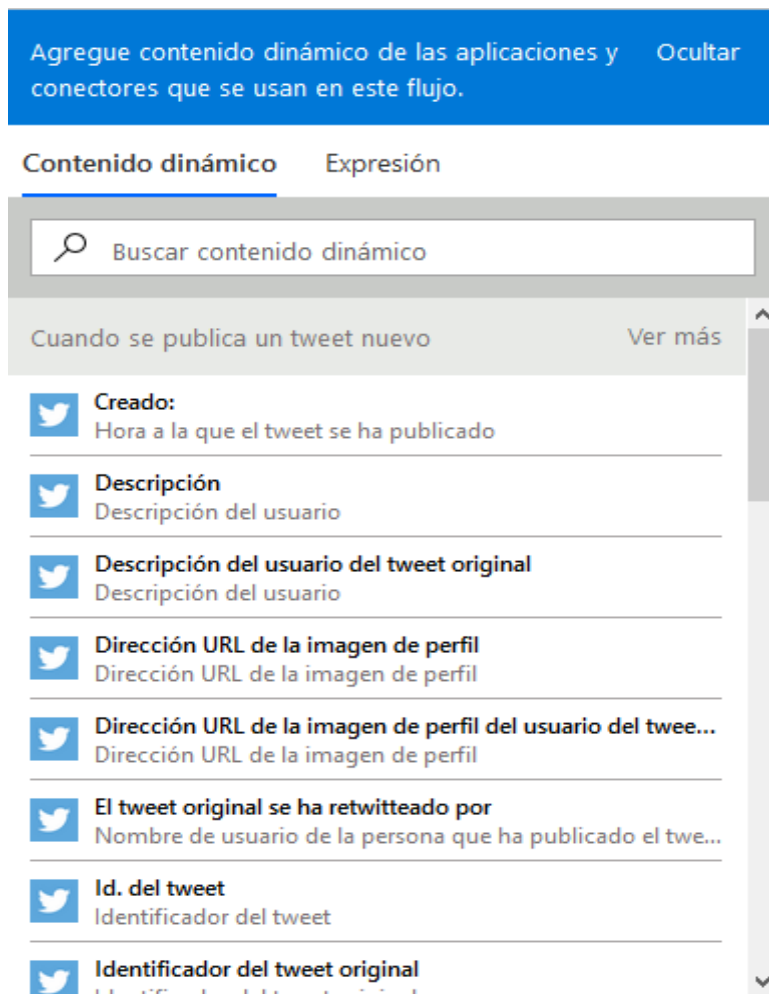 Agregue contenido dinámico de las aplicaciones y Ocultar
conectores que se usan en este flujo.
Contenido dinámico Expresión
Buscar contenido dinámico
Cuando se publica un tweet nuevo Ver más
Creado:
Hora a la que el tweet se ha publicado
Descripción
Descripción del usuario
Descripción del usuario del tweet original
Descripción del usuario
Dirección URL de la imagen de perfil
Dirección URL de la imagen de perfil
Dirección URL de la imagen de perfil del usuario del twee...
Dirección URL de la imagen de perfil
El tweet original se ha retwitteado por
Nombre de usuario de la persona que ha publicado el twe...
Id. del tweet
Identificador del tweet
Identificador del tweet original